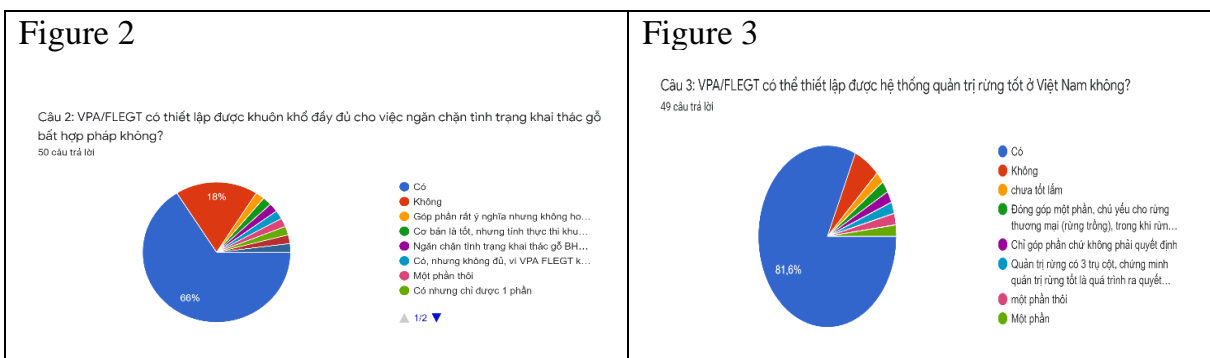 Figure 2
Câu 2: VPA/FLEGT có thiết lập được khuôn khổ đầy đủ cho việc ngăn chặn tình trạng khai thác gỗ
bất hợp pháp không?
50 câu trả lời
18%
66%
Có
Không
Góp phần rất ý nghĩa nhưng không ho...
Cơ bản là tốt, nhưng tính thực thi khu...
Ngăn chặn tình trạng khai thác gỗ BH...
Có, nhưng không đủ, vì VPA FLEGT k...
Một phần thôi
Có nhưng chỉ được 1 phần
1/2
Figure 3
Câu 3: VPA/FLEGT có thể thiết lập được hệ thống quản trị rừng tốt ở Việt Nam không?
49 câu trả lời
81,6%
Có
Không
chưa tốt lắm
Đóng góp một phần, chủ yếu cho rừng
thương mại (rừng trồng), trong khi rừn...
Chỉ góp phần chứ không phải quyết định
Quản trị rừng có 3 trụ cột, chứng minh
quản trị rừng tốt là quá trình ra quyết...
một phần thôi
Một phần